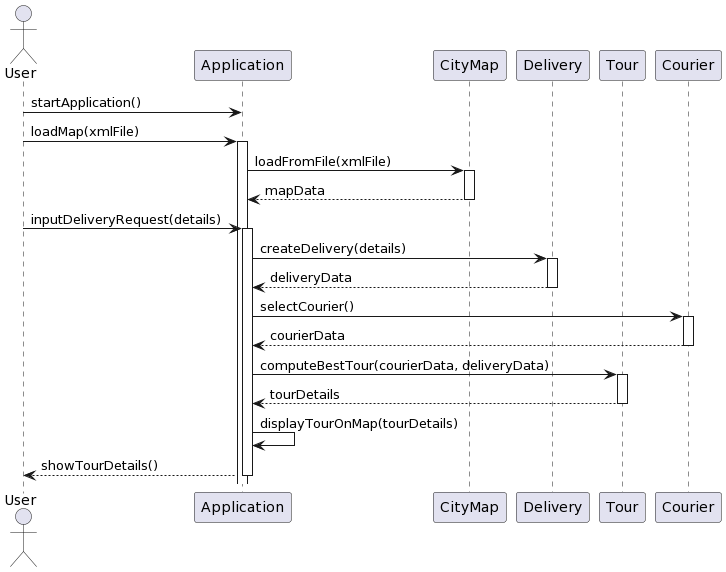 User
Application
CityMap
Delivery
Tour
Courier
startApplication()
loadMap(xmlFile)
loadFromFile(xmlFile)
mapData
inputDeliveryRequest(details)
createDelivery(details)
deliveryData
selectCourier()
courierData
computeBestTour(courierData, deliveryData)
tourDetails
displayTourOnMap(tourDetails)
showTourDetails()
User
Application
CityMap
Delivery
Tour
Courier